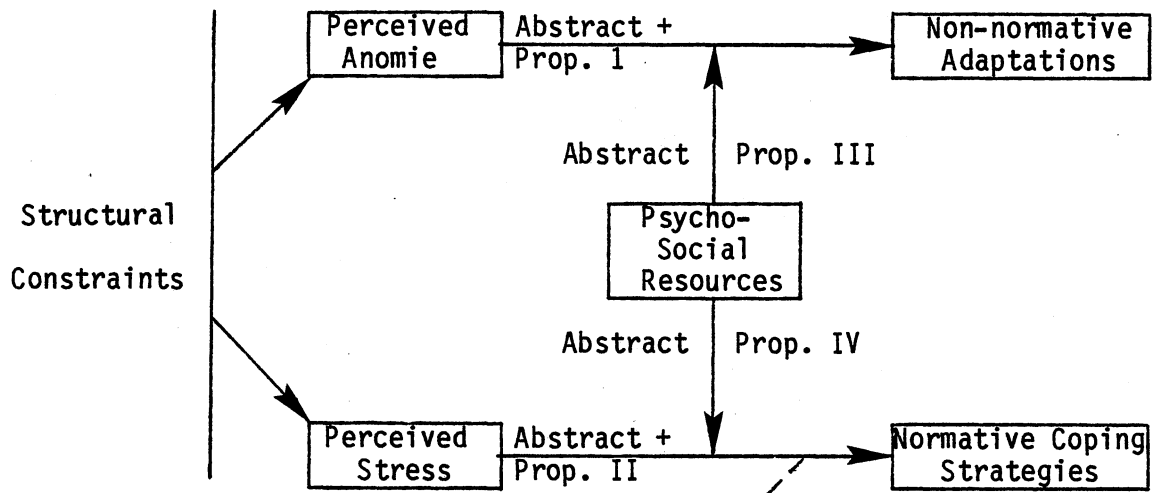 Perceived
Anomie
Abstract +
Prop. 1
Non-normative
Adaptations
Abstract Prop. III
Structural
Constraints
Psycho-
Social
Resources
Abstract Prop. IV
Perceived
Stress
Abstract +
Prop. II
Normative Coping
Strategies